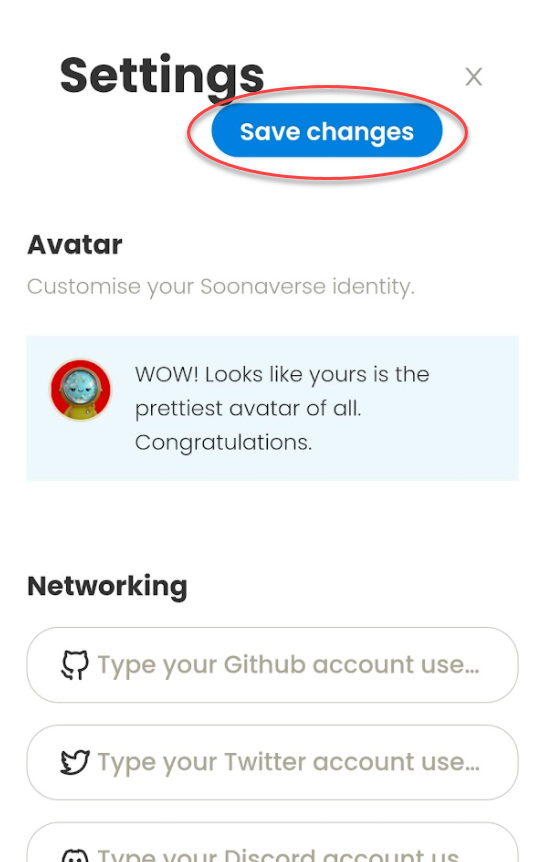 Settings
Save changes
Avatar
Customise your Soonaverse identity.
WOW! Looks like yours is the
prettiest avatar of all.
Congratulations.
Networking
Type your Github account use...
Type your Twitter account use...
Type your Discord account us